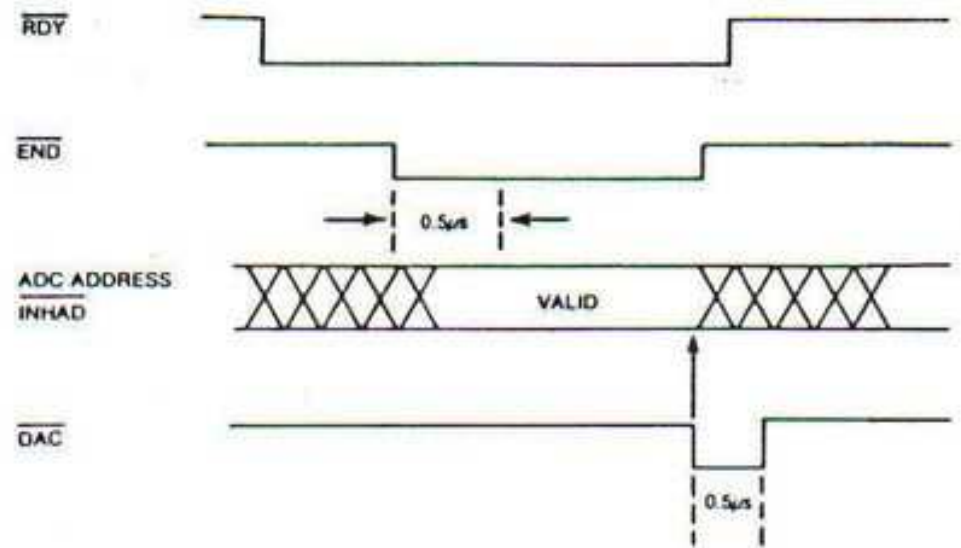 RDY
END
0.5μs
ADC ADDRESS
INHAD
VALID
DAC
0.5μs